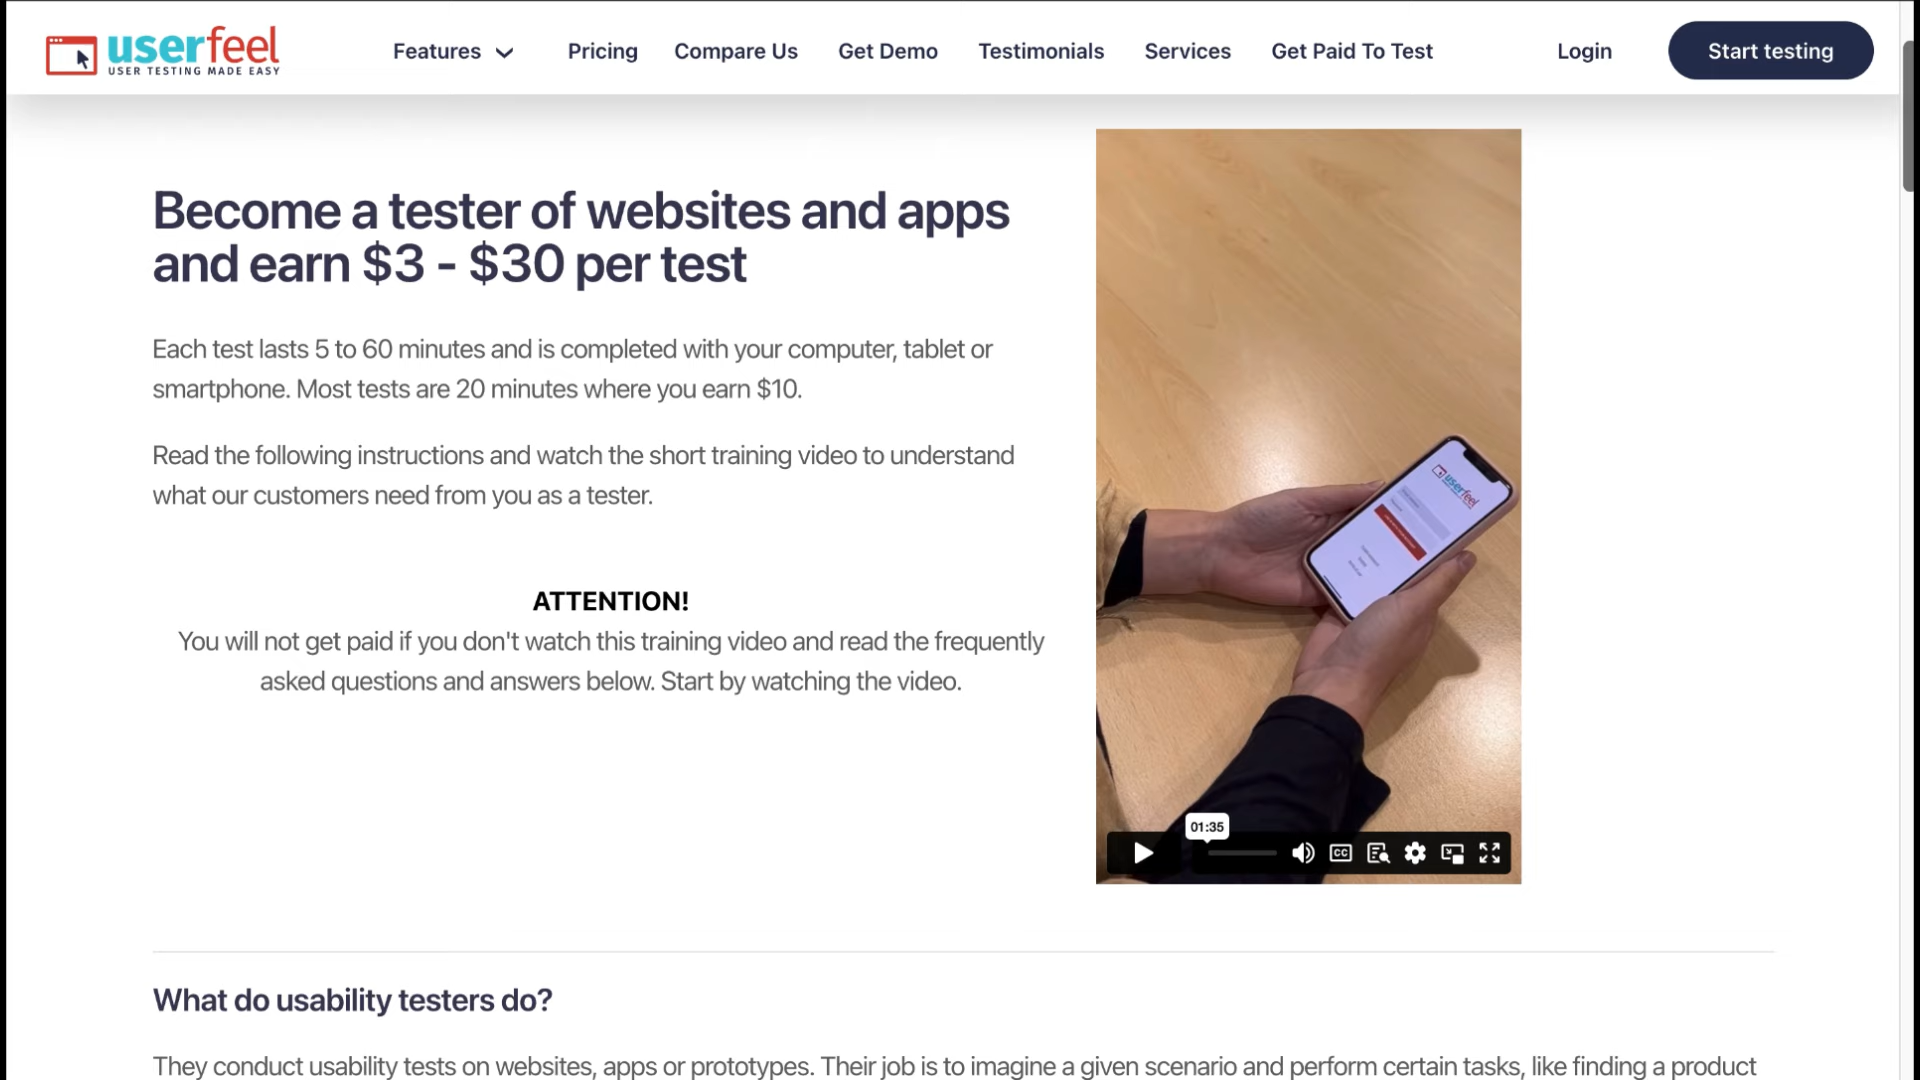 userfeel
USER TESTING MADE EASY
Features
Pricing
Compare Us
Get Demo
Testimonials
Services
Get Paid To Test
Login
Start testing
Become a tester of websites and apps
and earn $3 - $30 per test
Each test lasts 5 to 60 minutes and is completed with your computer, tablet or
smartphone. Most tests are 20 minutes where you earn $10.
Read the following instructions and watch the short training video to understand
what our customers need from you as a tester.
ATTENTION!
You will not get paid if you don't watch this training video and read the frequently
asked questions and answers below. Start by watching the video.
userfeel
01:35
CC
What do usability testers do?
They conduct usability tests on websites, apps or prototypes. Their job is to imagine a given scenario and perform certain tasks, like finding a product